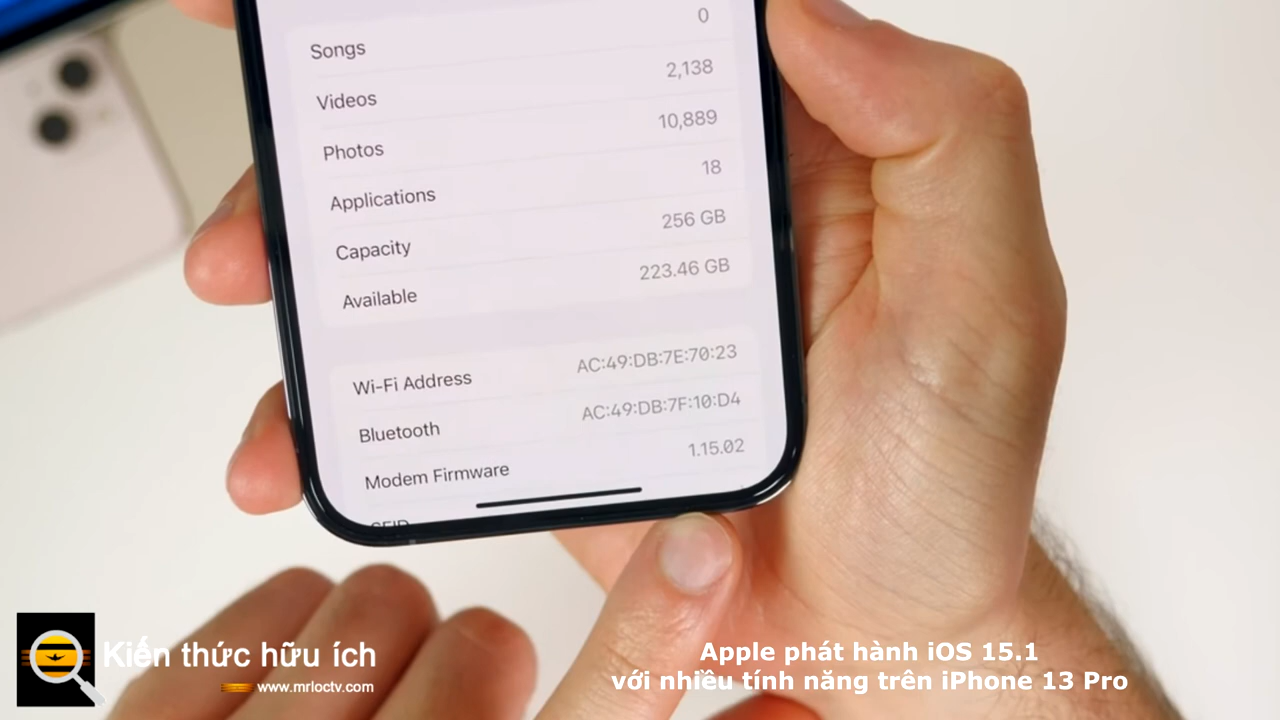 Songs 0
Videos 2,138
Photos 10,889
Applications 18
Capacity 256 GB
Available 223.46 GB
Wi-Fi Address AC:49:DB:7E:70:23
Bluetooth AC:49:DB:7F:10:D4
Modem Firmware 1.15.02
SEID
Kiến thức hữu ích
www.mrloctv.com
Apple phát hành iOS 15.1
với nhiều tính năng trên iPhone 13 Pro